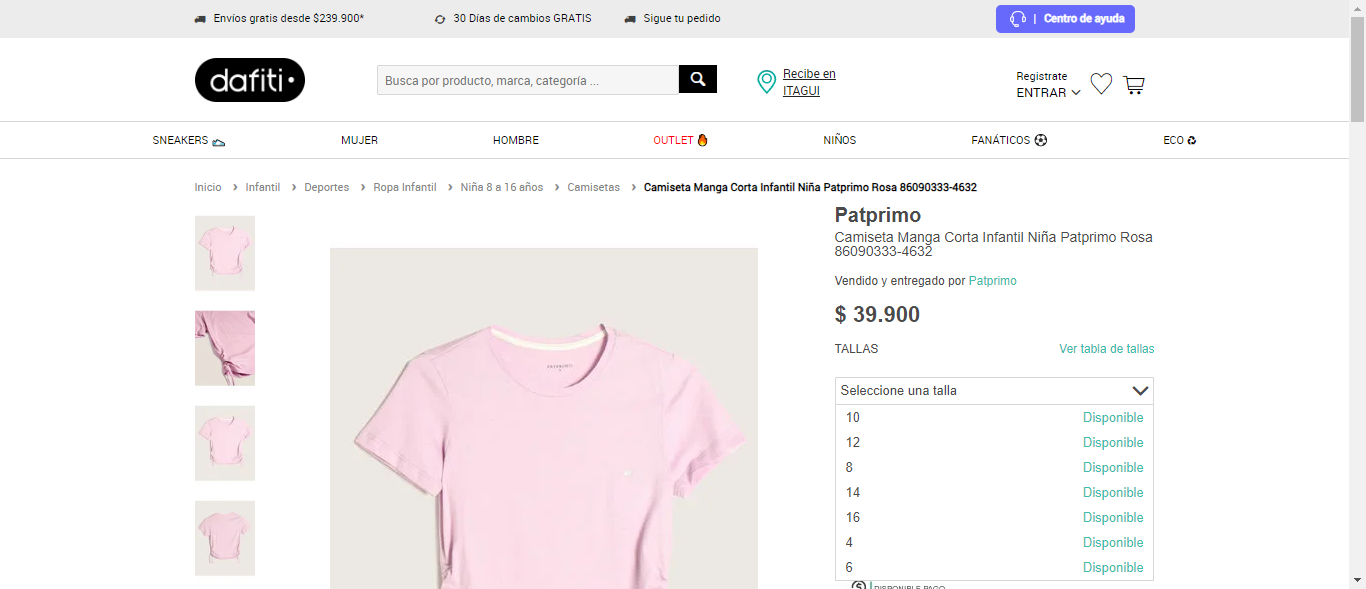 Envíos gratis desde $239.900*
30 Días de cambios GRATIS
Sigue tu pedido
| Centro de ayuda
dafiti
Busca por producto, marca, categoría ...
Recibe en
ITAGUI
Registrate
ENTRAR
SNEAKERS
MUJER
HOMBRE
OUTLET
NIÑOS
FANÁTICOS
ECO
Inicio > Infantil > Deportes > Ropa Infantil > Niña 8 a 16 años > Camisetas > Camiseta Manga Corta Infantil Niña Patprimo Rosa 86090333-4632
Patprimo
Camiseta Manga Corta Infantil Niña Patprimo Rosa
86090333-4632
Vendido y entregado por Patprimo
$ 39.900
TALLAS
Ver tabla de tallas
Seleccione una talla
10 Disponible
12 Disponible
8 Disponible
14 Disponible
16 Disponible
4 Disponible
6 Disponible
DISPONIBLE PAGO